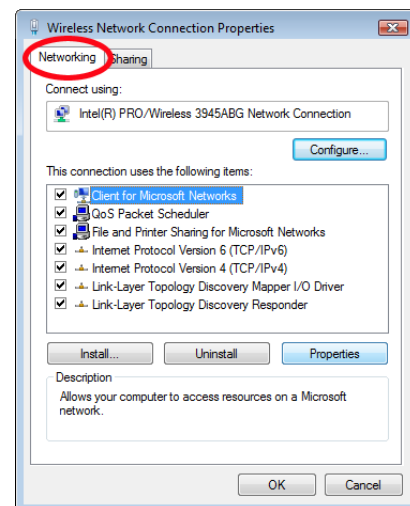 Wireless Network Connection Properties
Networking Sharing
Connect using:
Intel(R) PRO/Wireless 3945ABG Network Connection
Configure...
This connection uses the following items:
Client for Microsoft Networks
QoS Packet Scheduler
File and Printer Sharing for Microsoft Networks
Internet Protocol Version 6 (TCP/IPv6)
Internet Protocol Version 4 (TCP/IPv4)
Link-Layer Topology Discovery Mapper I/O Driver
Link-Layer Topology Discovery Responder
Install... Uninstall Properties
Description
Allows your computer to access resources on a Microsoft
network.
OK Cancel